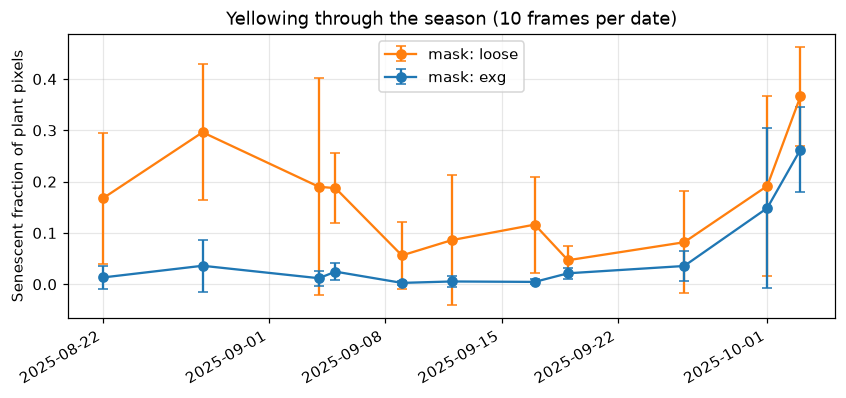 Yellowing through the season (10 frames per date)
mask: loose
mask: exg
Senescent fraction of plant pixels
0.4
0.3
0.2
0.1
0.0
2025-08-22
2025-09-01
2025-09-08
2025-09-15
2025-09-22
2025-10-01